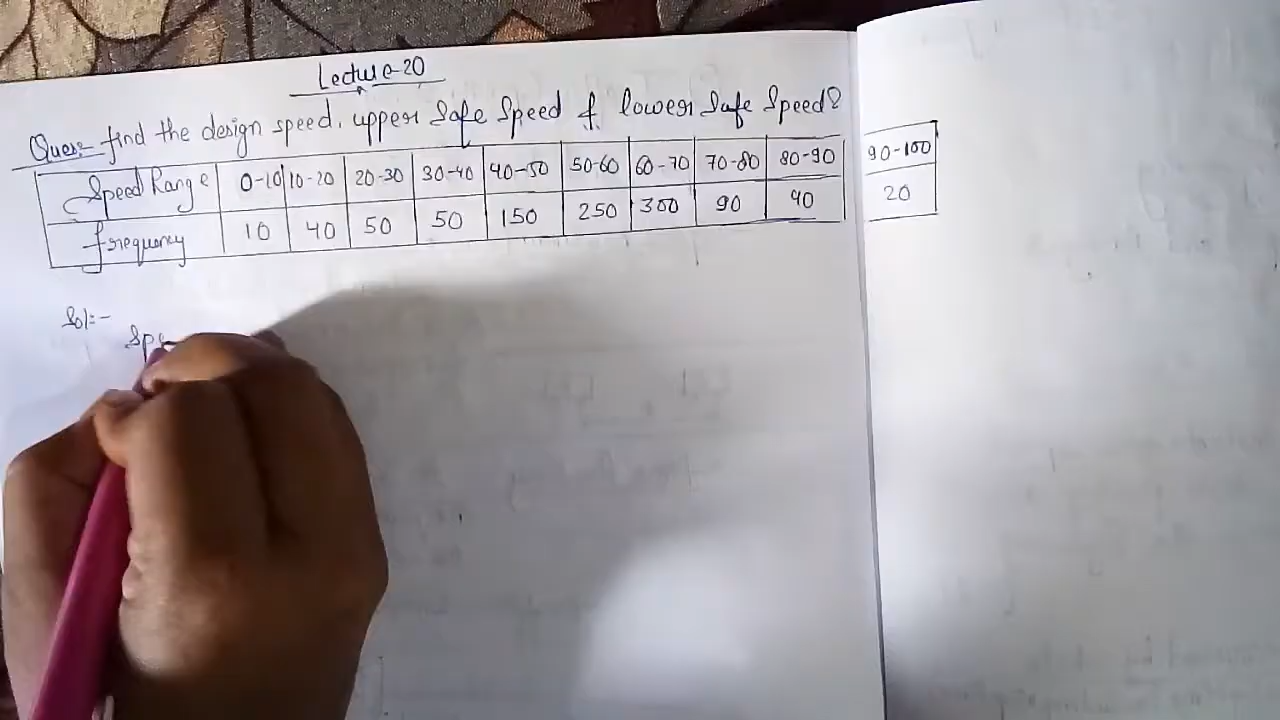 Lecture-20
Ques:- find the design speed, upper Safe Speed & lower Safe Speed?
Speed Range 0-10 10-20 20-30 30-40 40-50 50-60 60-70 70-80 80-90 90-100
frequency 10 40 50 50 150 250 300 90 90 20
Sol:-
Spe